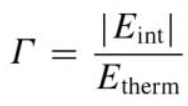 Γ = |E_int| / E_therm